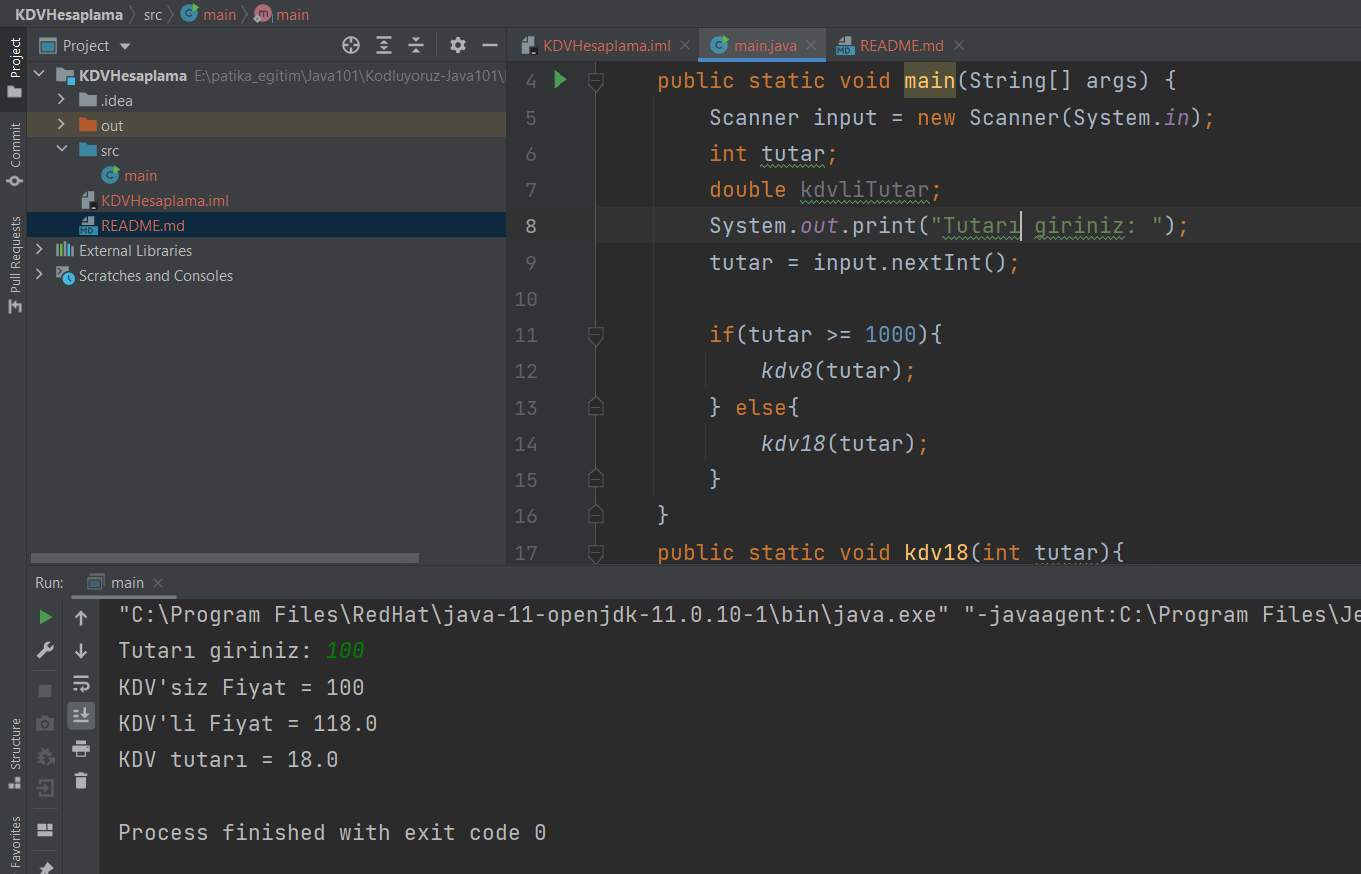 KDVHesaplama src main main
Project
KDVHesaplama.iml main.java README.md
KDVHesaplama E:\patika_egitim\Java101\Kodluyoruz-Java101\
.idea
out
src
main
KDVHesaplama.iml
README.md
External Libraries
Scratches and Consoles
Project
Commit
Pull Requests
Structure
Favorites
4 public static void main(String[] args) {
5 Scanner input = new Scanner(System.in);
6 int tutar;
7 double kdvliTutar;
8 System.out.print("Tutarı giriniz: ");
9 tutar = input.nextInt();
10
11 if(tutar >= 1000){
12 kdv8(tutar);
13 } else{
14 kdv18(tutar);
15 }
16 }
17 public static void kdv18(int tutar){
Run: main
"C:\Program Files\RedHat\java-11-openjdk-11.0.10-1\bin\java.exe" "-javaagent:C:\Program Files\Je
Tutarı giriniz: 100
KDV'siz Fiyat = 100
KDV'li Fiyat = 118.0
KDV tutarı = 18.0
Process finished with exit code 0